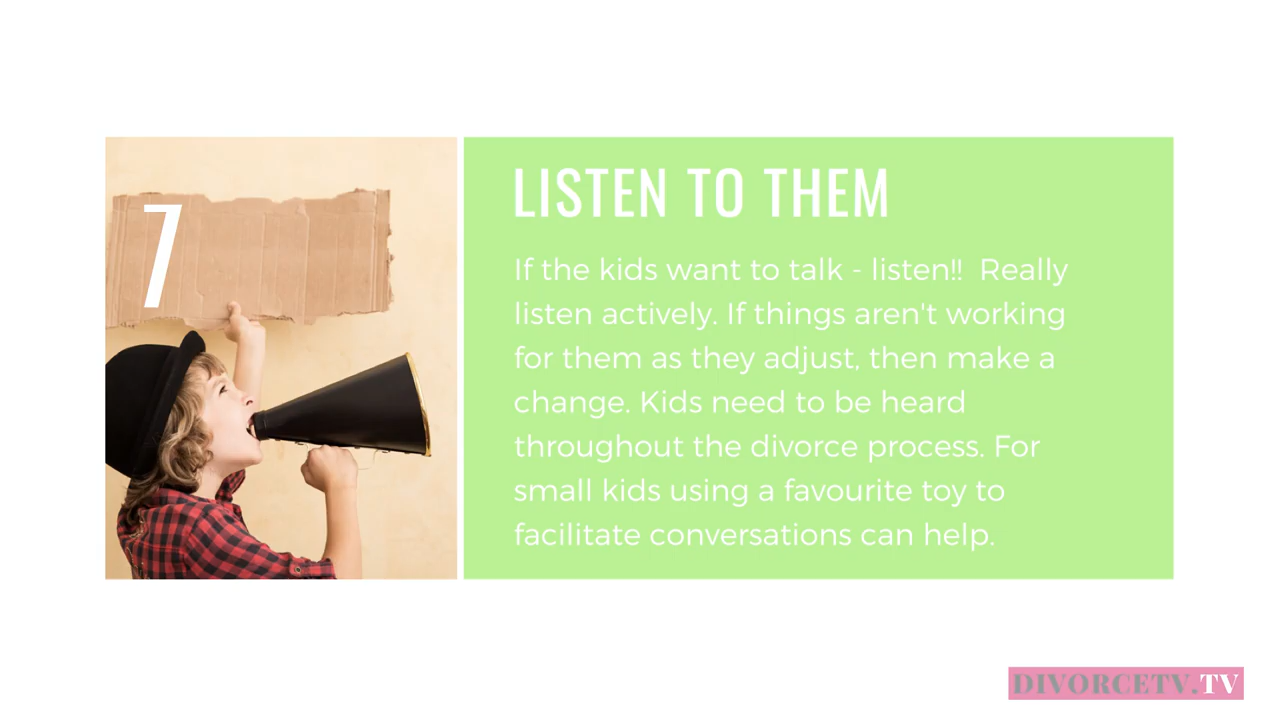 7
LISTEN TO THEM
If the kids want to talk - listen!!  Really
listen actively. If things aren't working
for them as they adjust, then make a
change. Kids need to be heard
throughout the divorce process. For
small kids using a favourite toy to
facilitate conversations can help.
DIVORCETV.TV